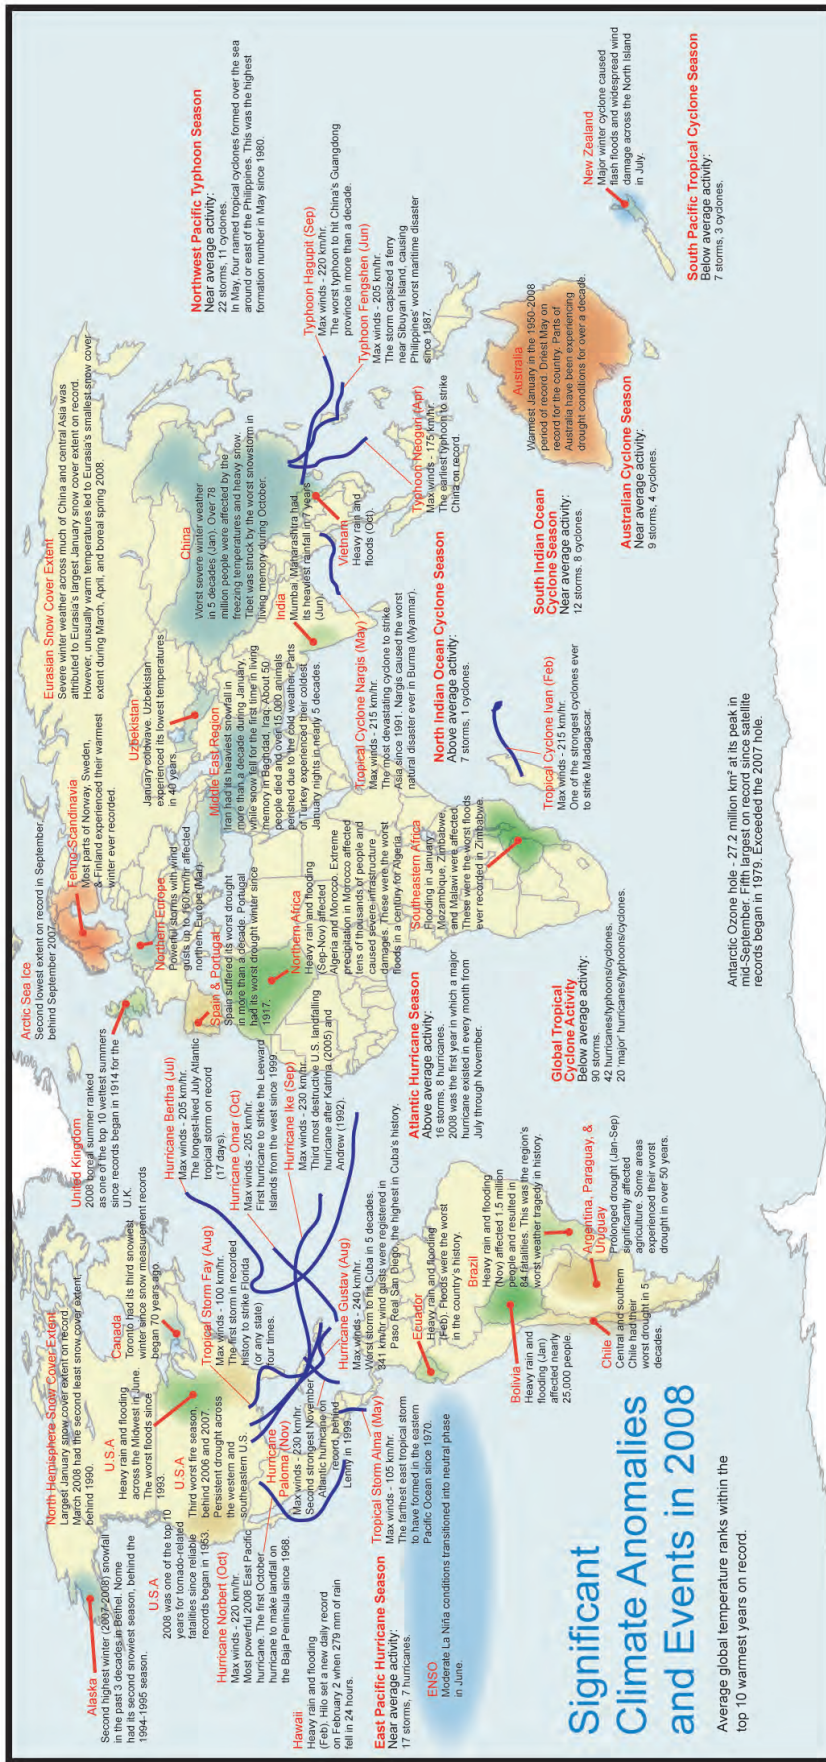 Significant
Climate Anomalies
and Events in 2008
Average global temperature ranks within the
top 10 warmest years on record.
Alaska
Second highest winter (2007-2008) snowfall
in the past 3 decades in Bethel. Nome
had its second snowiest season, behind the
1994-1995 season.
North Hemisphere Snow Cover Extent
Largest January snow cover extent on record.
March 2008 had the second least snow cover extent,
behind 1990.
U.S.A
Heavy rain and flooding
across the Midwest in June.
The worst floods since
1993.
Canada
Toronto had its third snowiest
winter since snow measurement records
began 70 years ago.
U.S.A
2008 was one of the top 10
years for tornado-related
fatalities since reliable
records began in 1953.
U.S.A
Third worst fire season,
behind 2006 and 2007.
Persistent drought across
the western and
southeastern U.S.
Tropical Storm Fay (Aug)
Max winds - 100 km/hr.
The first storm in recorded
history to strike Florida
(or any state)
four times.
Hurricane Norbert (Oct)
Max winds - 220 km/hr.
Most powerful 2008 East Pacific
hurricane. The first October
hurricane to make landfall on
the Baja Peninsula since 1968.
Hurricane
Paloma (Nov)
Max winds - 230 km/hr.
Second strongest November
Atlantic hurricane on
record, behind
Lenny in 1999.
Hawaii
Heavy rain and flooding
(Feb). Hilo set a new daily record
on February 2 when 279 mm of rain
fell in 24 hours.
East Pacific Hurricane Season
Near average activity:
17 storms, 7 hurricanes.
ENSO
Moderate La Niña conditions transitioned into neutral phase
in June.
Tropical Storm Alma (May)
Max winds - 105 km/hr.
The farthest east tropical storm
to have formed in the eastern
Pacific Ocean since 1970.
Hurricane Gustav (Aug)
Max winds - 240 km/hr.
Worst storm to hit Cuba in 5 decades.
341 km/hr wind gusts were registered in
Paso Real San Diego, the highest in Cuba's history.
Hurricane Bertha (Jul)
Max winds - 205 km/hr.
The longest-lived July Atlantic
tropical storm on record
(17 days).
Hurricane Omar (Oct)
Max winds - 205 km/hr.
First hurricane to strike the Leeward
Islands from the west since 1999.
Hurricane Ike (Sep)
Max winds - 230 km/hr.
Third most destructive U.S. landfalling
hurricane after Katrina (2005) and
Andrew (1992).
Atlantic Hurricane Season
Above average activity:
16 storms, 8 hurricanes.
2008 was the first year in which a major
hurricane existed in every month from
July through November.
Ecuador
Heavy rain and flooding
(Feb). Floods were the worst
in the country's history.
Brazil
Heavy rain and flooding
(Nov) affected 1.5 million
people and resulted in
84 fatalities. This was the region's
worst weather tragedy in history.
Bolivia
Heavy rain and
flooding (Jan)
affected nearly
25,000 people.
Chile
Central and southern
Chile had their
worst drought in 5
decades.
Argentina, Paraguay, &
Uruguay
Prolonged drought (Jan-Sep)
significantly affected
agriculture. Some areas
experienced their worst
drought in over 50 years.
Global Tropical
Cyclone Activity
Below average activity:
90 storms.
42 hurricanes/typhoons/cyclones.
20 'major' hurricanes/typhoons/cyclones.
Arctic Sea Ice
Second lowest extent on record in September,
behind September 2007.
United Kingdom
2008 boreal summer ranked
as one of the top 10 wettest summers
since records began in 1914 for the
U.K.
Fenno-Scandinavia
Most parts of Norway, Sweden,
& Finland experienced their warmest
winter ever recorded.
Northern Europe
Powerful storms with wind
gusts up to 160 km/hr affected
northern Europe (Mar).
Spain & Portugal
Spain suffered its worst drought
in more than a decade. Portugal
had its worst drought winter since
1917.
Northern Africa
Heavy rain and flooding
(Sep-Nov) affected
Algeria and Morocco. Extreme
precipitation in Morocco affected
tens of thousands of people and
caused severe infrastructure
damages. These were the worst
floods in a century for Algeria
Southeastern Africa
Flooding in January.
Mozambique, Zimbabwe,
and Malawi were affected.
These were the worst floods
ever recorded in Zimbabwe.
Eurasian Snow Cover Extent
Severe winter weather across much of China and central Asia was
attributed to Eurasia's largest January snow cover extent on record.
However, unusually warm temperatures led to Eurasia's smallest snow cover
extent during March, April, and boreal spring 2008.
Uzbekistan
January coldwave. Uzbekistan
experienced its lowest temperatures
in 40 years
Middle East Region
Iran had its heaviest snowfall in
more than a decade during January,
while snow fell for the first time in living
memory in Baghdad, Iraq. About 50
people died and over 15,000 animals
perished due to the cold weather. Parts
of Turkey experienced their coldest
January nights in nearly 5 decades.
China
Worst severe winter weather
in 5 decades (Jan). Over 78
million people were affected by the
freezing temperatures and heavy snow.
Tibet was struck by the worst snowstorm in
living memory during October.
India
Mumbai, Maharashtra had
its heaviest rainfall in 7 years
(Jun)
Vietnam
Heavy rain and
floods (Oct).
Tropical Cyclone Nargis (May)
Max winds - 215 km/hr.
The most devastating cyclone to strike
Asia since 1991. Nargis caused the worst
natural disaster ever in Burma (Myanmar).
North Indian Ocean Cyclone Season
Above average activity:
7 storms, 1 cyclones.
Tropical Cyclone Ivan (Feb)
Max winds - 215 km/hr.
One of the strongest cyclones ever
to strike Madagascar.
South Indian Ocean
Cyclone Season
Near average activity:
12 storms, 8 cyclones.
Northwest Pacific Typhoon Season
Near average activity:
22 storms, 11 cyclones.
In May, four named tropical cyclones formed over the sea
around or east of the Philippines. This was the highest
formation number in May since 1980.
Typhoon Hagupit (Sep)
Max winds - 220 km/hr.
The worst typhoon to hit China's Guangdong
province in more than a decade.
Typhoon Fengshen (Jun)
Max winds - 205 km/hr.
The storm capsized a ferry
near Sibuyan Island, causing
Philippines' worst maritime disaster
since 1987.
Typhoon Neoguri (Apr)
Max winds - 175 km/hr.
The earliest typhoon to strike
China on record.
Australia
Warmest January in the 1950-2008
period of record. Driest May on
record for the country. Parts of
Australia have been experiencing
drought conditions for over a decade.
Australian Cyclone Season
Near average activity:
9 storms, 4 cyclones.
New Zealand
Major winter cyclone caused
flash floods and widespread wind
damage across the North Island
in July.
South Pacific Tropical Cyclone Season
Below average activity:
7 storms, 3 cyclones.
Antarctic Ozone hole - 27.2 million km² at its peak in
mid-September. Fifth largest on record since satellite
records began in 1979. Exceeded the 2007 hole.